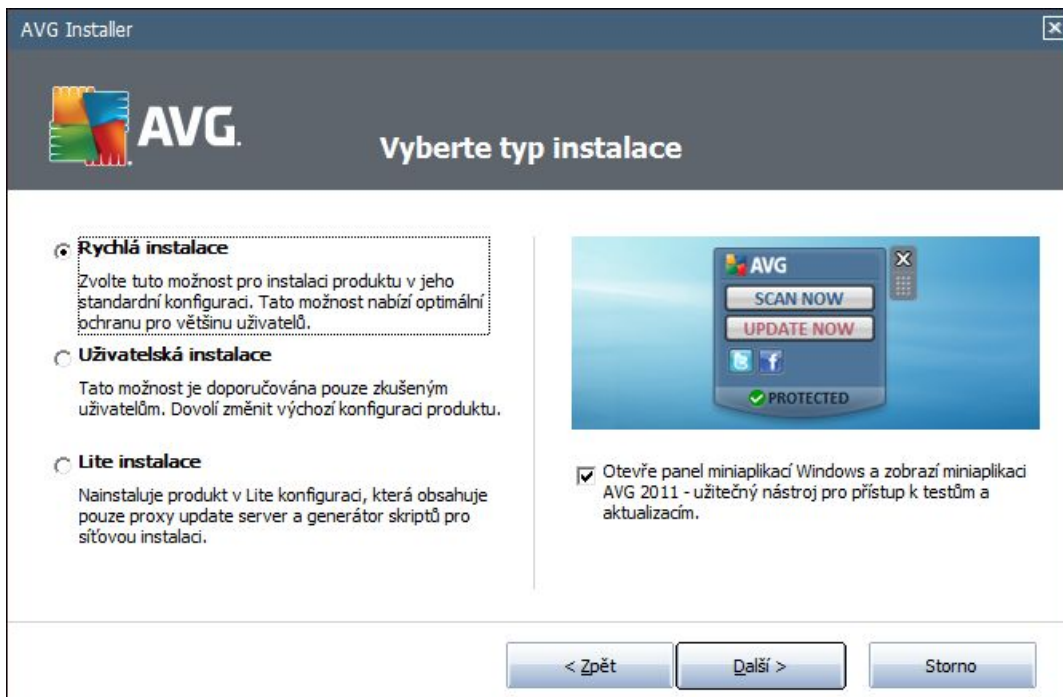 AVG Installer
AVG.
Vyberte typ instalace
Rychlá instalace
Zvolte tuto možnost pro instalaci produktu v jeho
standardní konfiguraci. Tato možnost nabízí optimální
ochranu pro většinu uživatelů.
Uživatelská instalace
Tato možnost je doporučována pouze zkušeným
uživatelům. Dovolí změnit výchozí konfiguraci produktu.
Lite instalace
Nainstaluje produkt v Lite konfiguraci, která obsahuje
pouze proxy update server a generátor skriptů pro
síťovou instalaci.
AVG
SCAN NOW
UPDATE NOW
PROTECTED
Otevře panel miniaplikací Windows a zobrazí miniaplikaci
AVG 2011 - užitečný nástroj pro přístup k testům a
aktualizacím.
< Zpět
Další >
Storno